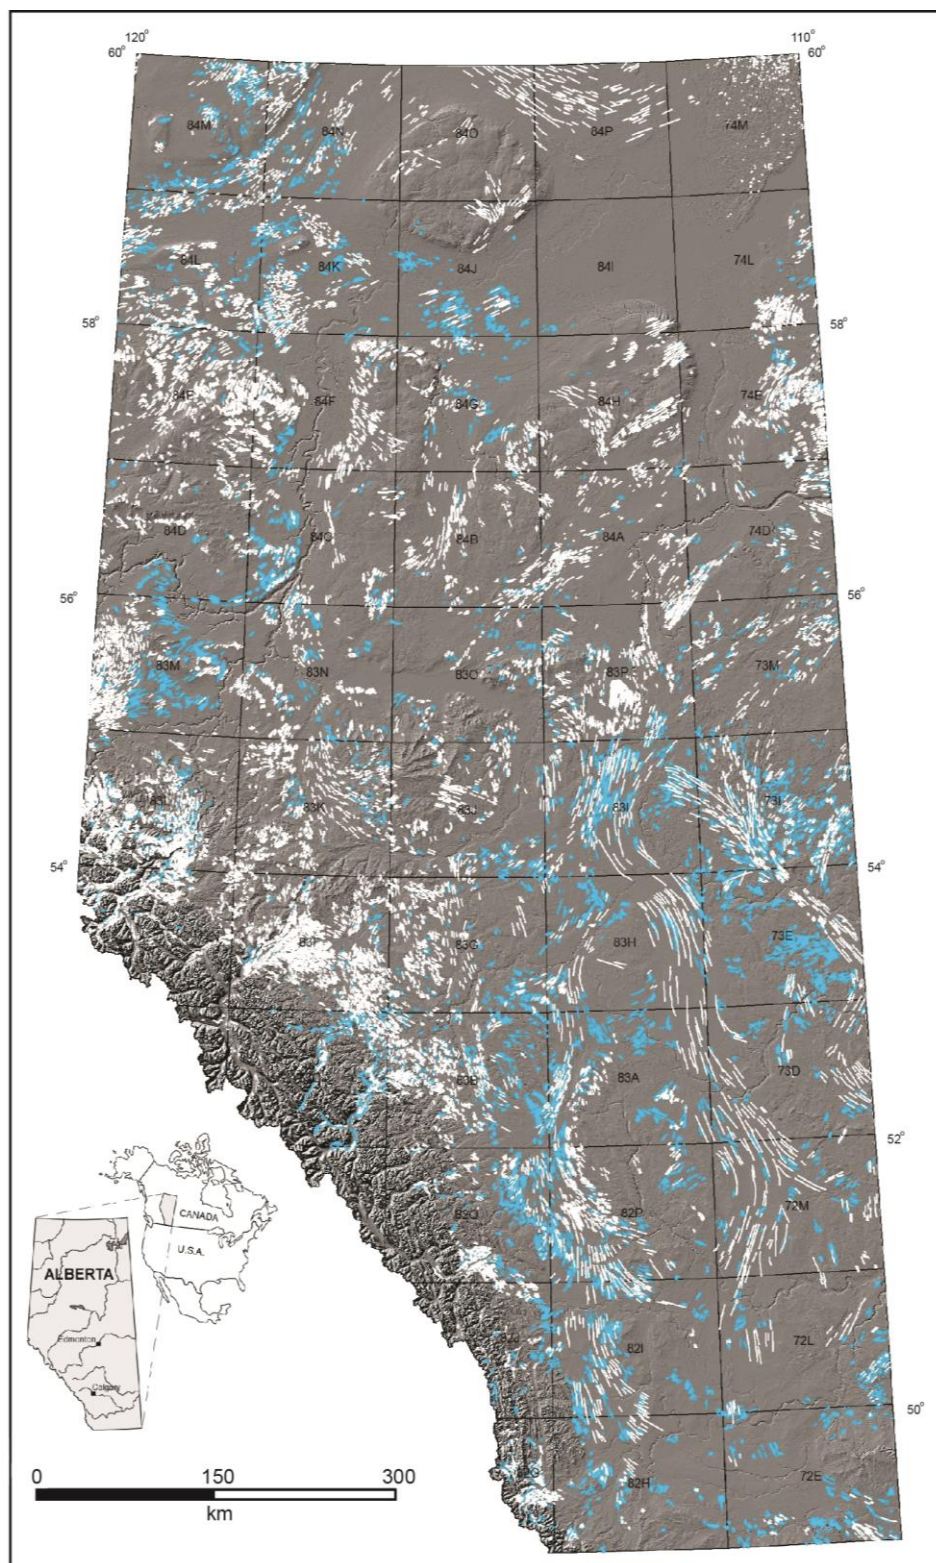 120° 110°
60° 60°
84M 84N 84O 84P 74M
84L 84K 84J 84I 74L
58° 58°
84E 84F 84G 84H 74E
84D 84C 84B 84A 74D
56° 56°
83M 83N 83O 83P 73M
83L 83K 83J 83I 73L
54° 54°
83F 83G 83H 73E
83B 83A 73D
52°
82O 82P 72M
CANADA
U.S.A.
ALBERTA
Edmonton
Calgary
82I 72L
50°
82G 82H 72E
0 150 300
km